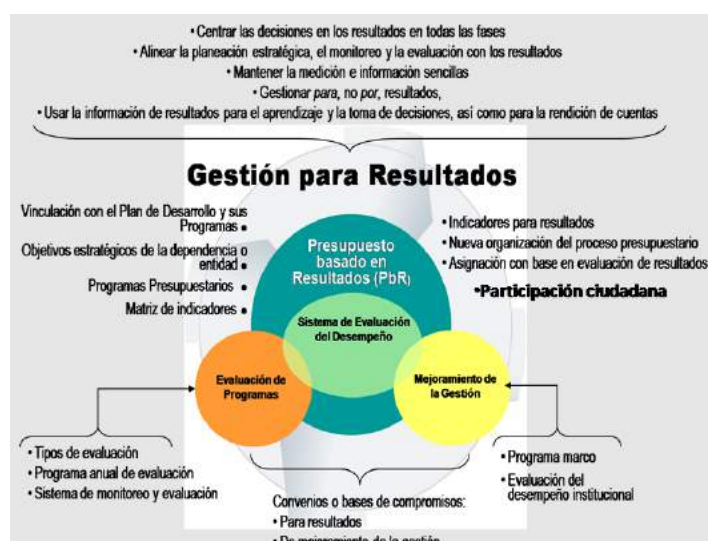 • Centrar las decisiones en los resultados en todas las fases
• Alinear la planeación estratégica, el monitoreo y la evaluación con los resultados
• Mantener la medición e información sencillas
• Gestionar para, no por, resultados,
• Usar la información de resultados para el aprendizaje y la toma de decisiones, así como para la rendición de cuentas
Gestión para Resultados
Vinculación con el Plan de Desarrollo y sus
Programas •
Objetivos estratégicos de la dependencia o
entidad •
Programas Presupuestarios •
Matriz de indicadores •
Presupuesto
basado en
Resultados (PbR)
• Indicadores para resultados
• Nueva organización del proceso presupuestario
• Asignación con base en evaluación de resultados
•Participación ciudadana
Sistema de Evaluación
del Desempeño
Evaluación de
Programas
Mejoramiento de
la Gestión
• Tipos de evaluación
• Programa anual de evaluación
• Sistema de monitoreo y evaluación
Convenios o bases de compromisos:
• Para resultados
• De mejoramiento de la gestión
• Programa marco
• Evaluación del
desempeño institucional